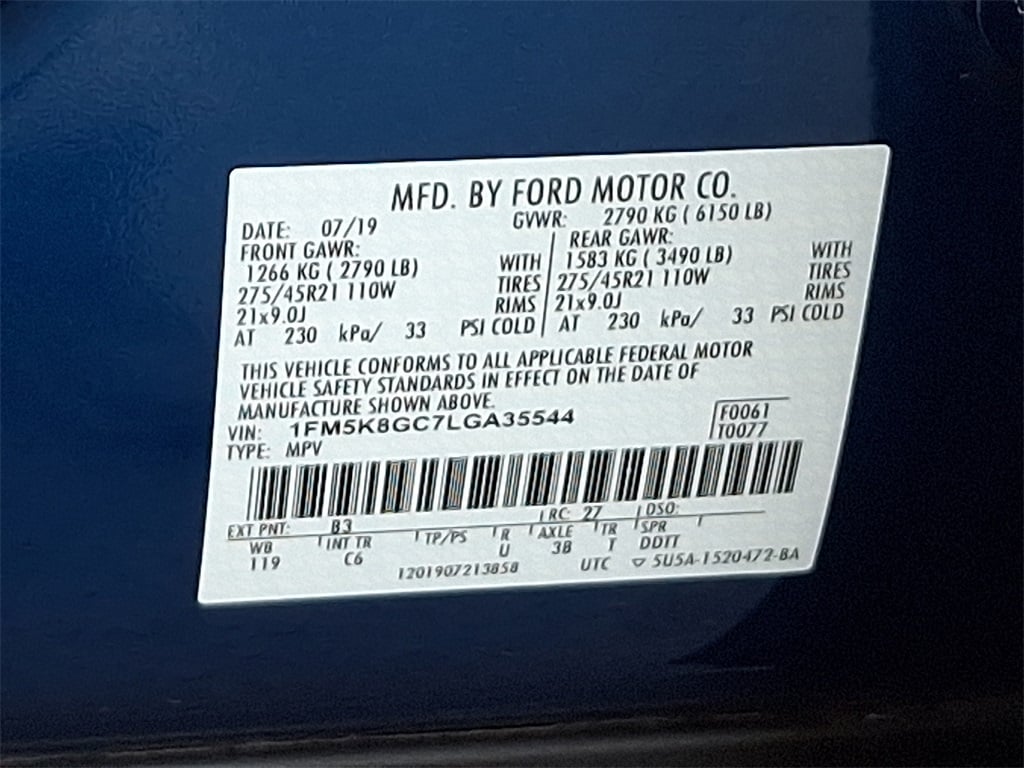 MFD. BY FORD MOTOR CO.
DATE: 07/19 GVWR: 2790 KG ( 6150 LB)
FRONT GAWR: REAR GAWR:
1266 KG ( 2790 LB) WITH 1583 KG ( 3490 LB) WITH
275/45R21 110W TIRES 275/45R21 110W TIRES
21x9.0J RIMS 21x9.0J RIMS
AT 230 kPa/ 33 PSI COLD AT 230 kPa/ 33 PSI COLD
THIS VEHICLE CONFORMS TO ALL APPLICABLE FEDERAL MOTOR
VEHICLE SAFETY STANDARDS IN EFFECT ON THE DATE OF
MANUFACTURE SHOWN ABOVE.
VIN: 1FM5K8GC7LGA35544 F0061
TYPE: MPV T0077
EXT PNT: B3 RC: 27 DSO:
WB INT TR TP/PS R AXLE TR SPR
119 C6 U 3B T DDTT
1201907213858 UTC ▽ 5U5A-1520472-BA